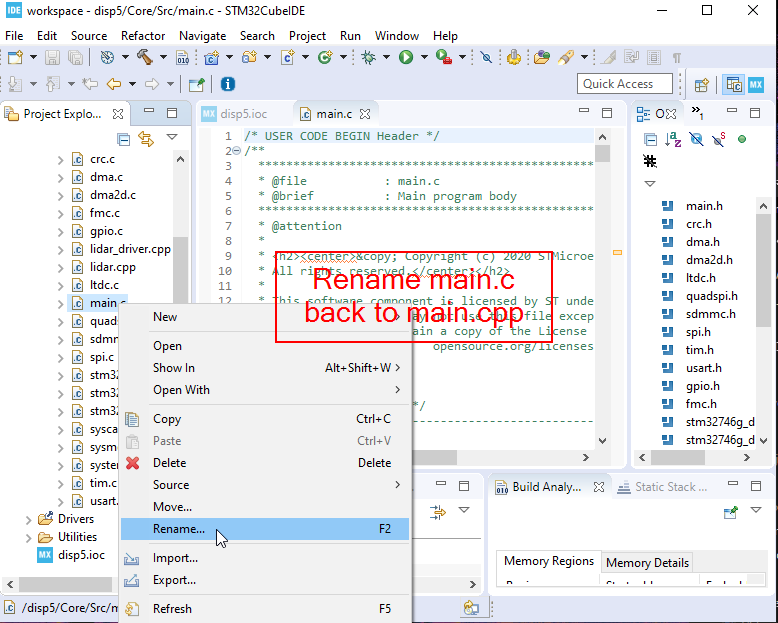 IDE workspace - disp5/Core/Src/main.c - STM32CubeIDE
File Edit Source Refactor Navigate Search Project Run Window Help
Quick Access
MX
Project Explo...
MX disp5.ioc
main.c
1 /* USER CODE BEGIN Header */
2 /**
3 ******************************************************
4 * @file : main.c
5 * @brief : Main program body
6 ******************************************************
7 * @attention
8 *
9 * <h2><center>&copy; Copyright (c) 2020 STMicroe
10 * All rights reserved.</center></h2>
11 *
12 * This software component is licensed by ST unde
use this file excep
ain a copy of the License
opensource.org/licenses
*/
Rename main.c
back to main.cpp
crc.c
dma.c
dma2d.c
fmc.c
gpio.c
lidar_driver.cpp
lidar.cpp
ltdc.c
main.c
quad
sdmm
spi.c
stm32
stm32
stm32
sysca
sysm
syster
tim.c
usart.
Drivers
Utilities
MX disp5.ioc
New
Open
Show In Alt+Shift+W
Open With
Copy Ctrl+C
Paste Ctrl+V
Delete Delete
Source
Move...
Rename... F2
Import...
Export...
Refresh F5
main.h
crc.h
dma.h
dma2d.h
ltdc.h
quadspi.h
sdmmc.h
spi.h
tim.h
usart.h
gpio.h
fmc.h
stm32746g_d
stm32746g_d
Build Analy...
Static Stack ...
Memory Regions
Memory Details
/disp5/Core/Src/m